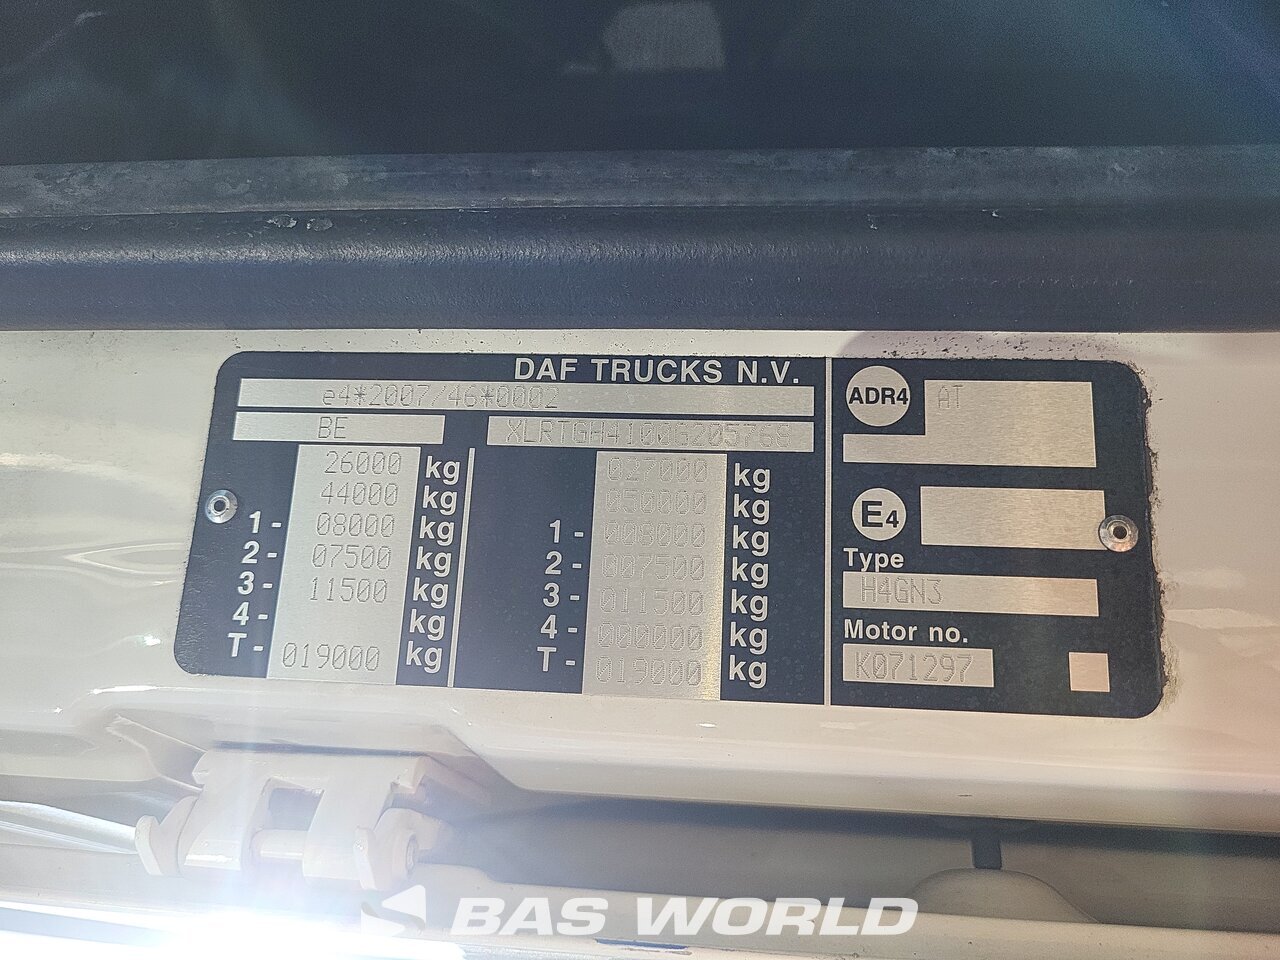 DAF TRUCKS N.V.
e4*2007/46*0002
BE XLRTGH4100G205766
26000 kg
44000 kg
1- 08000 kg
2- 07500 kg
3- 11500 kg
4- kg
T- 019000 kg
027000 kg
050000 kg
1- 008000 kg
2- 007500 kg
3- 011500 kg
4- 000000 kg
T- 019000 kg
ADR4 AT
E4
Type
H4GN3
Motor no.
K071297
BAS WORLD